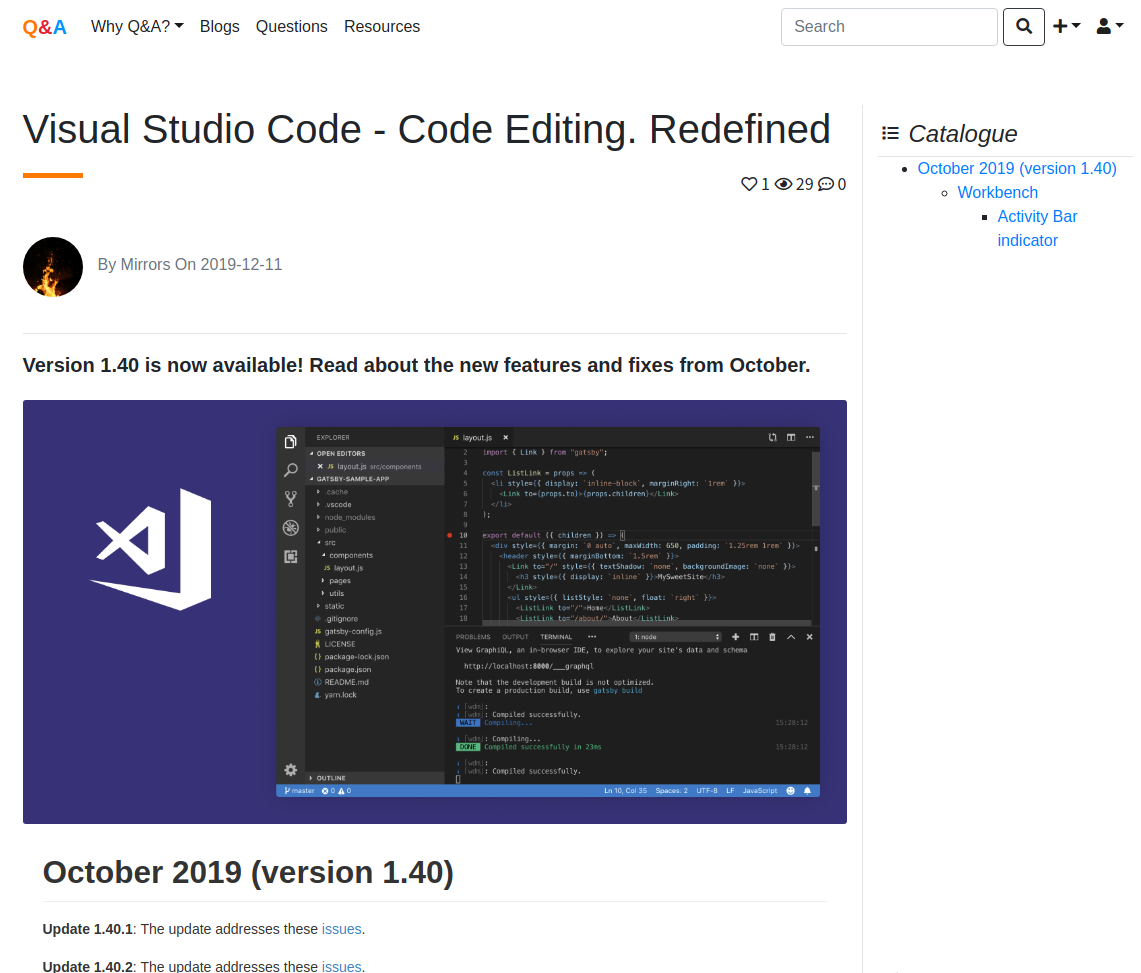 Q&A Why Q&A? Blogs Questions Resources Search
Visual Studio Code - Code Editing. Redefined
1 29 0
By Mirrors On 2019-12-11
Version 1.40 is now available! Read about the new features and fixes from October.
EXPLORER
OPEN EDITORS
JS layout.js src/components
GATSBY-SAMPLE-APP
.cache
.vscode
node_modules
public
src
components
JS layout.js
pages
utils
static
.gitignore
JS gatsby-config.js
LICENSE
{} package-lock.json
{} package.json
README.md
yarn.lock
OUTLINE
JS layout.js
2 import { Link } from "gatsby";
3
4 const ListLink = props => (
5 <li style={{ display: `inline-block`, marginRight: `1rem` }}>
6 <Link to={props.to}>{props.children}</Link>
7 </li>
8 );
9
10 export default ({ children }) => {
11 <div style={{ margin: `0 auto`, maxWidth: 650, padding: `1.25rem 1rem` }}>
12 <header style={{ marginBottom: `1.5rem` }}>
13 <Link to="/" style={{ textShadow: `none`, backgroundImage: `none` }}>
14 <h3 style={{ display: `inline` }}>MySweetSite</h3>
15 </Link>
16 <ul style={{ listStyle: `none`, float: `right` }}>
17 <ListLink to="/">Home</ListLink>
18 <ListLink to="/about/">About</ListLink>
PROBLEMS OUTPUT TERMINAL ··· 1: node
View GraphiQL, an in-browser IDE, to explore your site's data and schema
http://localhost:8000/___graphql
Note that the development build is not optimized.
To create a production build, use gatsby build
i ｢wdm｣:
i ｢wdm｣: Compiled successfully.
WAIT Compiling... 15:28:12
i ｢wdm｣: Compiling...
DONE Compiled successfully in 23ms 15:28:12
i ｢wdm｣:
i ｢wdm｣: Compiled successfully.
master 0 0 Ln 10, Col 35 Spaces: 2 UTF-8 LF JavaScript
October 2019 (version 1.40)
Update 1.40.1: The update addresses these issues.
Update 1.40.2: The update addresses these issues.
Catalogue
October 2019 (version 1.40)
Workbench
Activity Bar
indicator